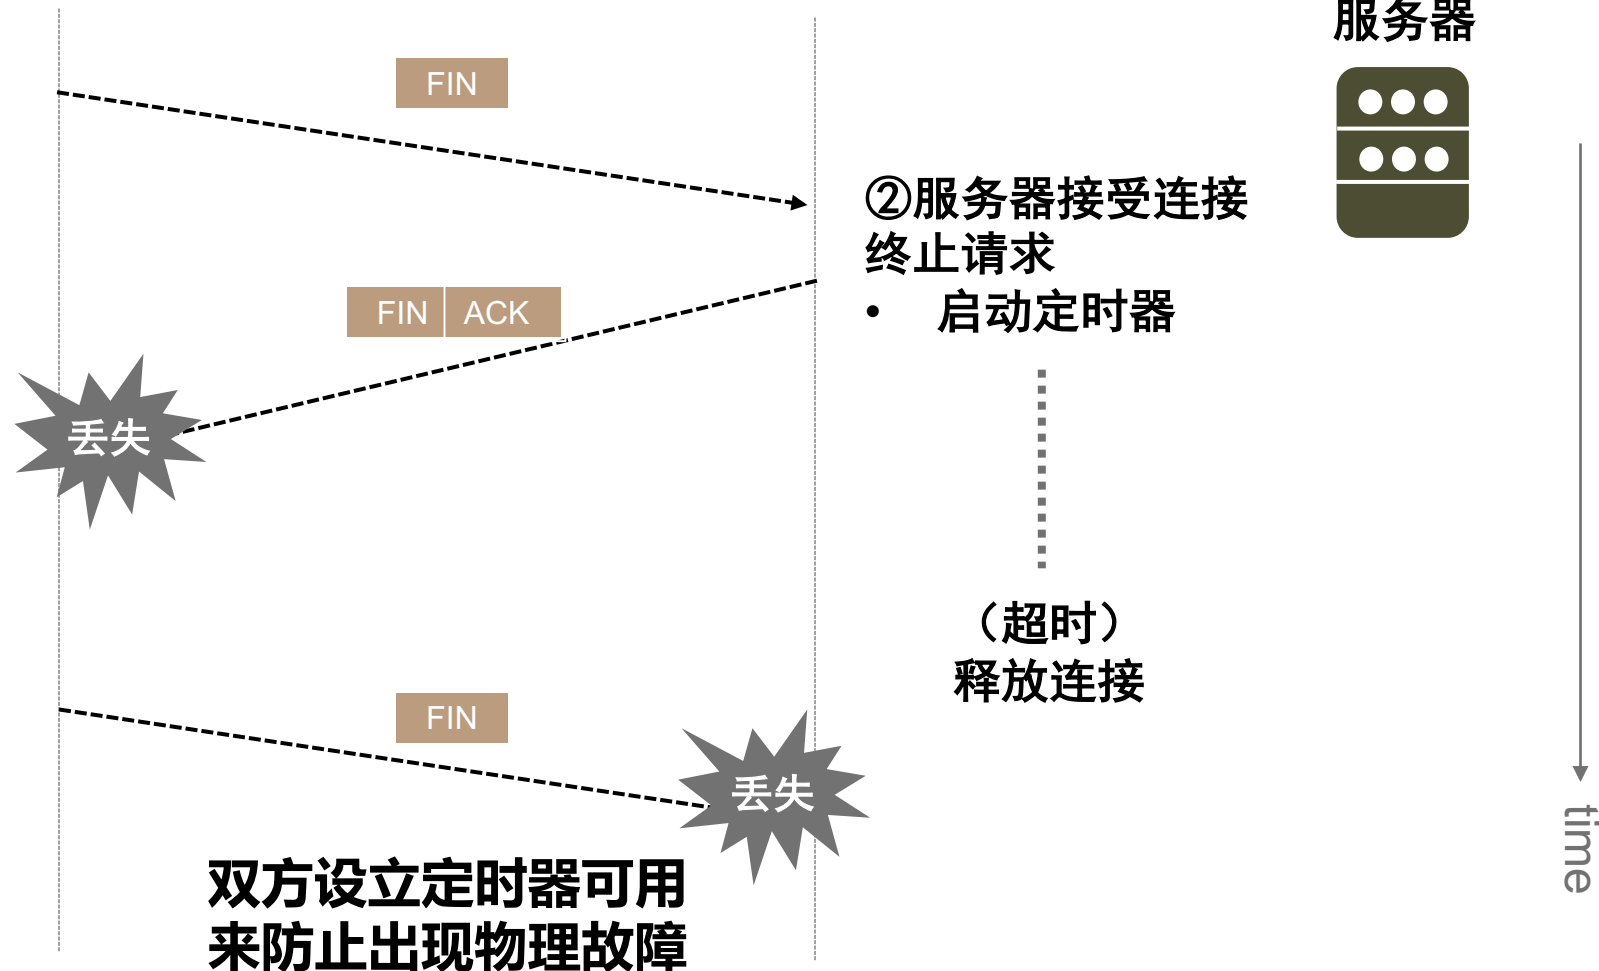 服务器
FIN
②服务器接受连接
终止请求
• 启动定时器
FIN ACK
丢失
（超时）
释放连接
FIN
丢失
time
双方设立定时器可用
来防止出现物理故障